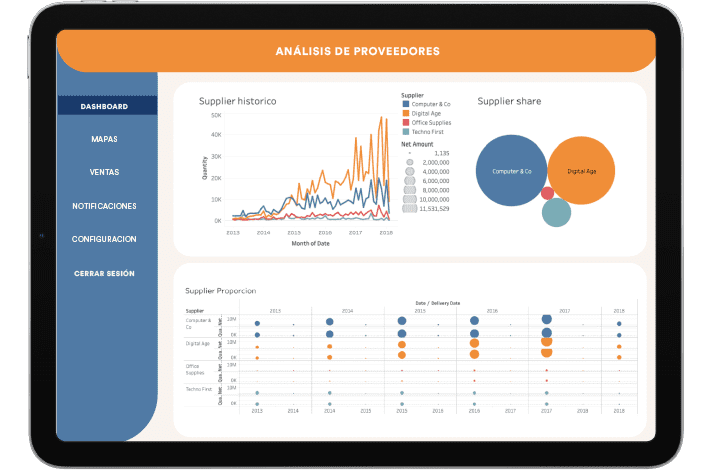 ANÁLISIS DE PROVEEDORES
DASHBOARD
MAPAS
VENTAS
NOTIFICACIONES
CONFIGURACION
CERRAR SESIÓN
Supplier historico
50K
40K
30K
20K
10K
0K
Quantity
2013 2014 2015 2016 2017 2018
Month of Date
Supplier
Computer & Co
Digital Age
Office Supplies
Techno First
Net Amount
1,135
2,000,000
4,000,000
6,000,000
8,000,000
10,000,000
11,531,529
Supplier share
Computer & Co
Digital Age
Supplier Proporcion
Date / Delivery Date
Supplier
2013 2014 2015 2016 2017 2018
Computer &
Co
10M
0K
Digital Age
10M
0K
Office
Supplies
10M
0K
Techno First
10M
0K
2013 2014 2014 2015 2015 2016 2016 2017 2017 2018 2018